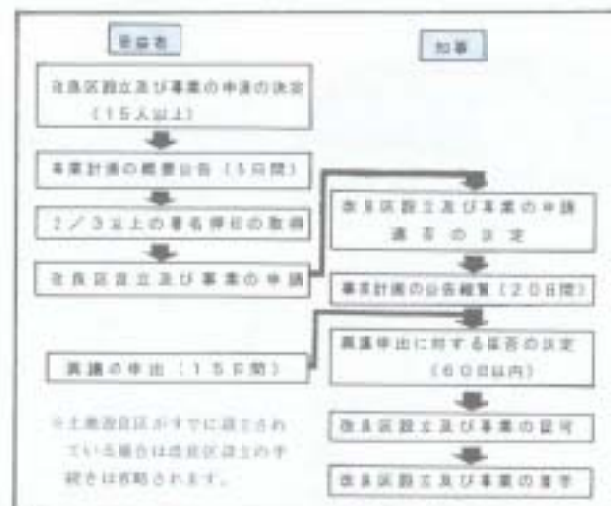 受益者
改良区設立及び事業の申請の決定
(15人以上)
事業計画の概要公告(5日間)
2/3以上の署名押印の取得
改良区設立及び事業の申請
異議の申出(15日間)
※土地改良区がすでに設立され
ている場合は改良区設立の手
続きは省略されます。
知事
改良区設立及び事業の申請
適否の決定
事業計画の公告縦覧(20日間)
異議申出に対する
の決定
(60日以内)
改良区設立及び事業の認可
改良区設立及び事業の着手